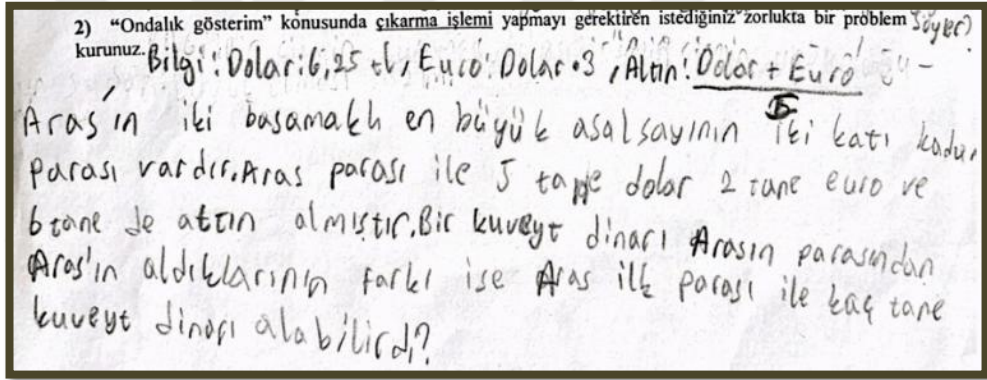 2) “Ondalık gösterim” konusunda çıkarma işlemi yapmayı gerektiren istediğiniz zorlukta bir problem
kurunuz. Bilgi: Dolar: 6,25 tl, Euro: Dolar • 3, Altın: Dolar + Euro
5
Aras'ın iki basamaklı en büyük asal sayının iki katı kadar
parası vardır. Aras parası ile 5 tane dolar 2 tane euro ve
6 tane de altın almıştır. Bir kuveyt dinarı Arasın parasından
Aras'ın aldıklarının farkı ise Aras ilk parası ile kaç tane
kuveyt dinarı alabilirdi?